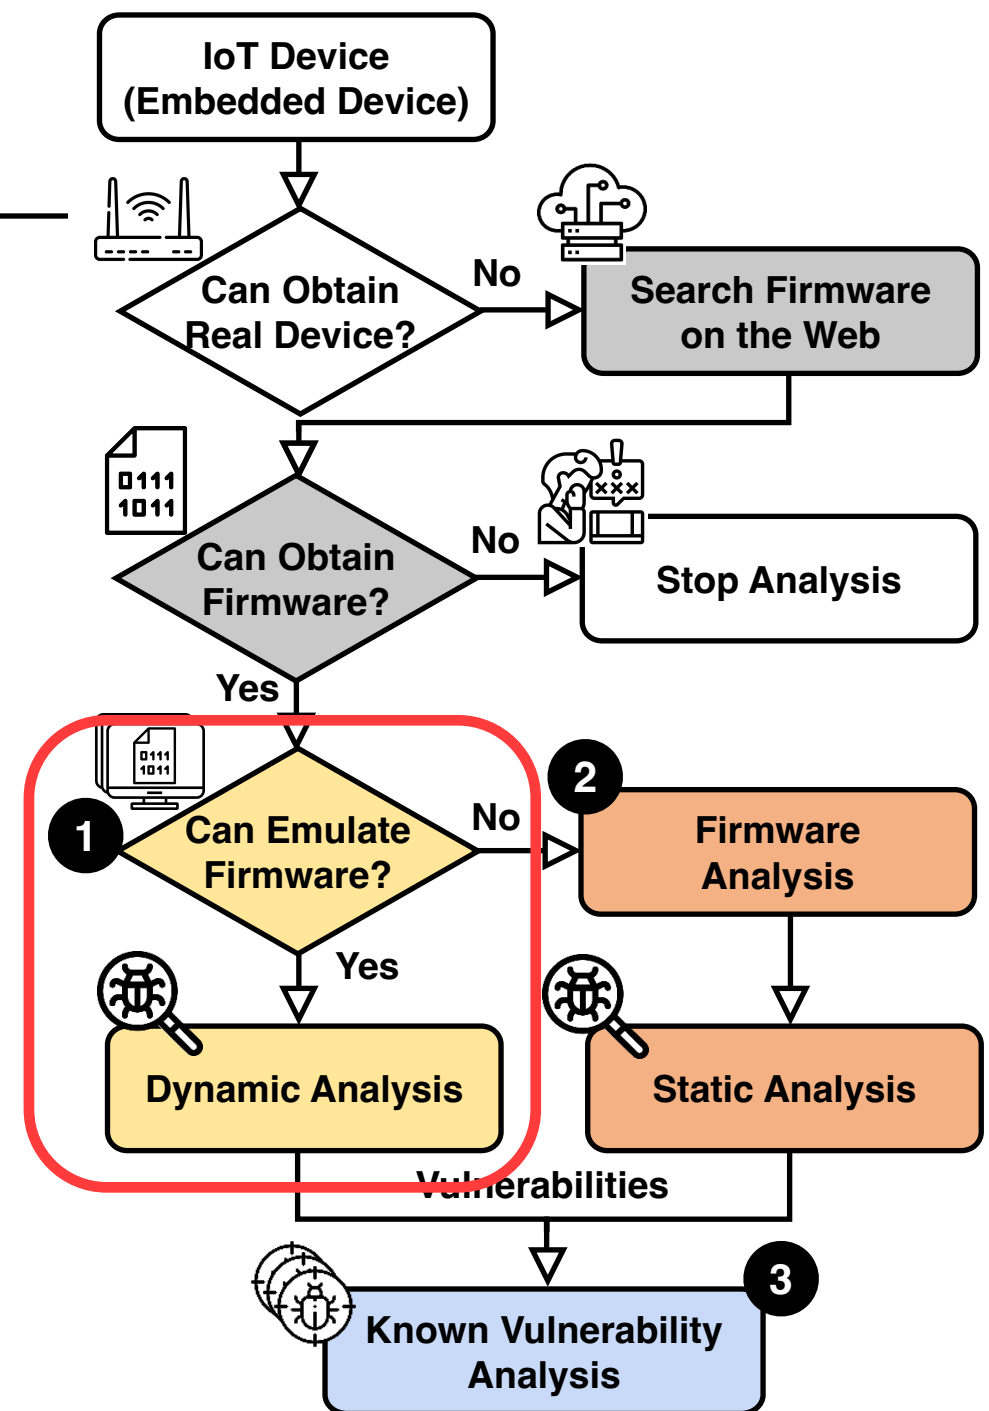 IoT Device
(Embedded Device)
Can Obtain
Real Device?
No
Search Firmware
on the Web
0111
1011
Can Obtain
Firmware?
No
xxx
Stop Analysis
Yes
0111
1011
1
Can Emulate
Firmware?
No
2
Firmware
Analysis
Yes
Dynamic Analysis
Static Analysis
Vulnerabilities
3
Known Vulnerability
Analysis